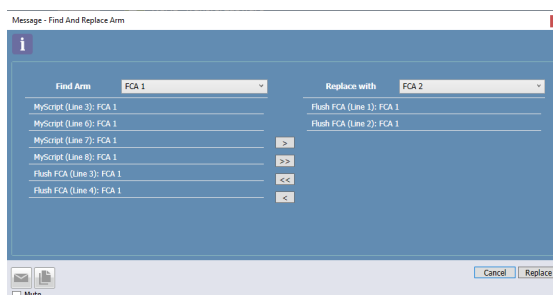 Message - Find And Replace Arm
i
Find Arm FCA 1 Replace with FCA 2
MyScript (Line 3): FCA 1
MyScript (Line 6): FCA 1
MyScript (Line 7): FCA 1
MyScript (Line 8): FCA 1
Flush FCA (Line 3): FCA 1
Flush FCA (Line 4): FCA 1
>
>>
<<
<
Flush FCA (Line 1): FCA 1
Flush FCA (Line 2): FCA 1
Cancel Replace
Mute